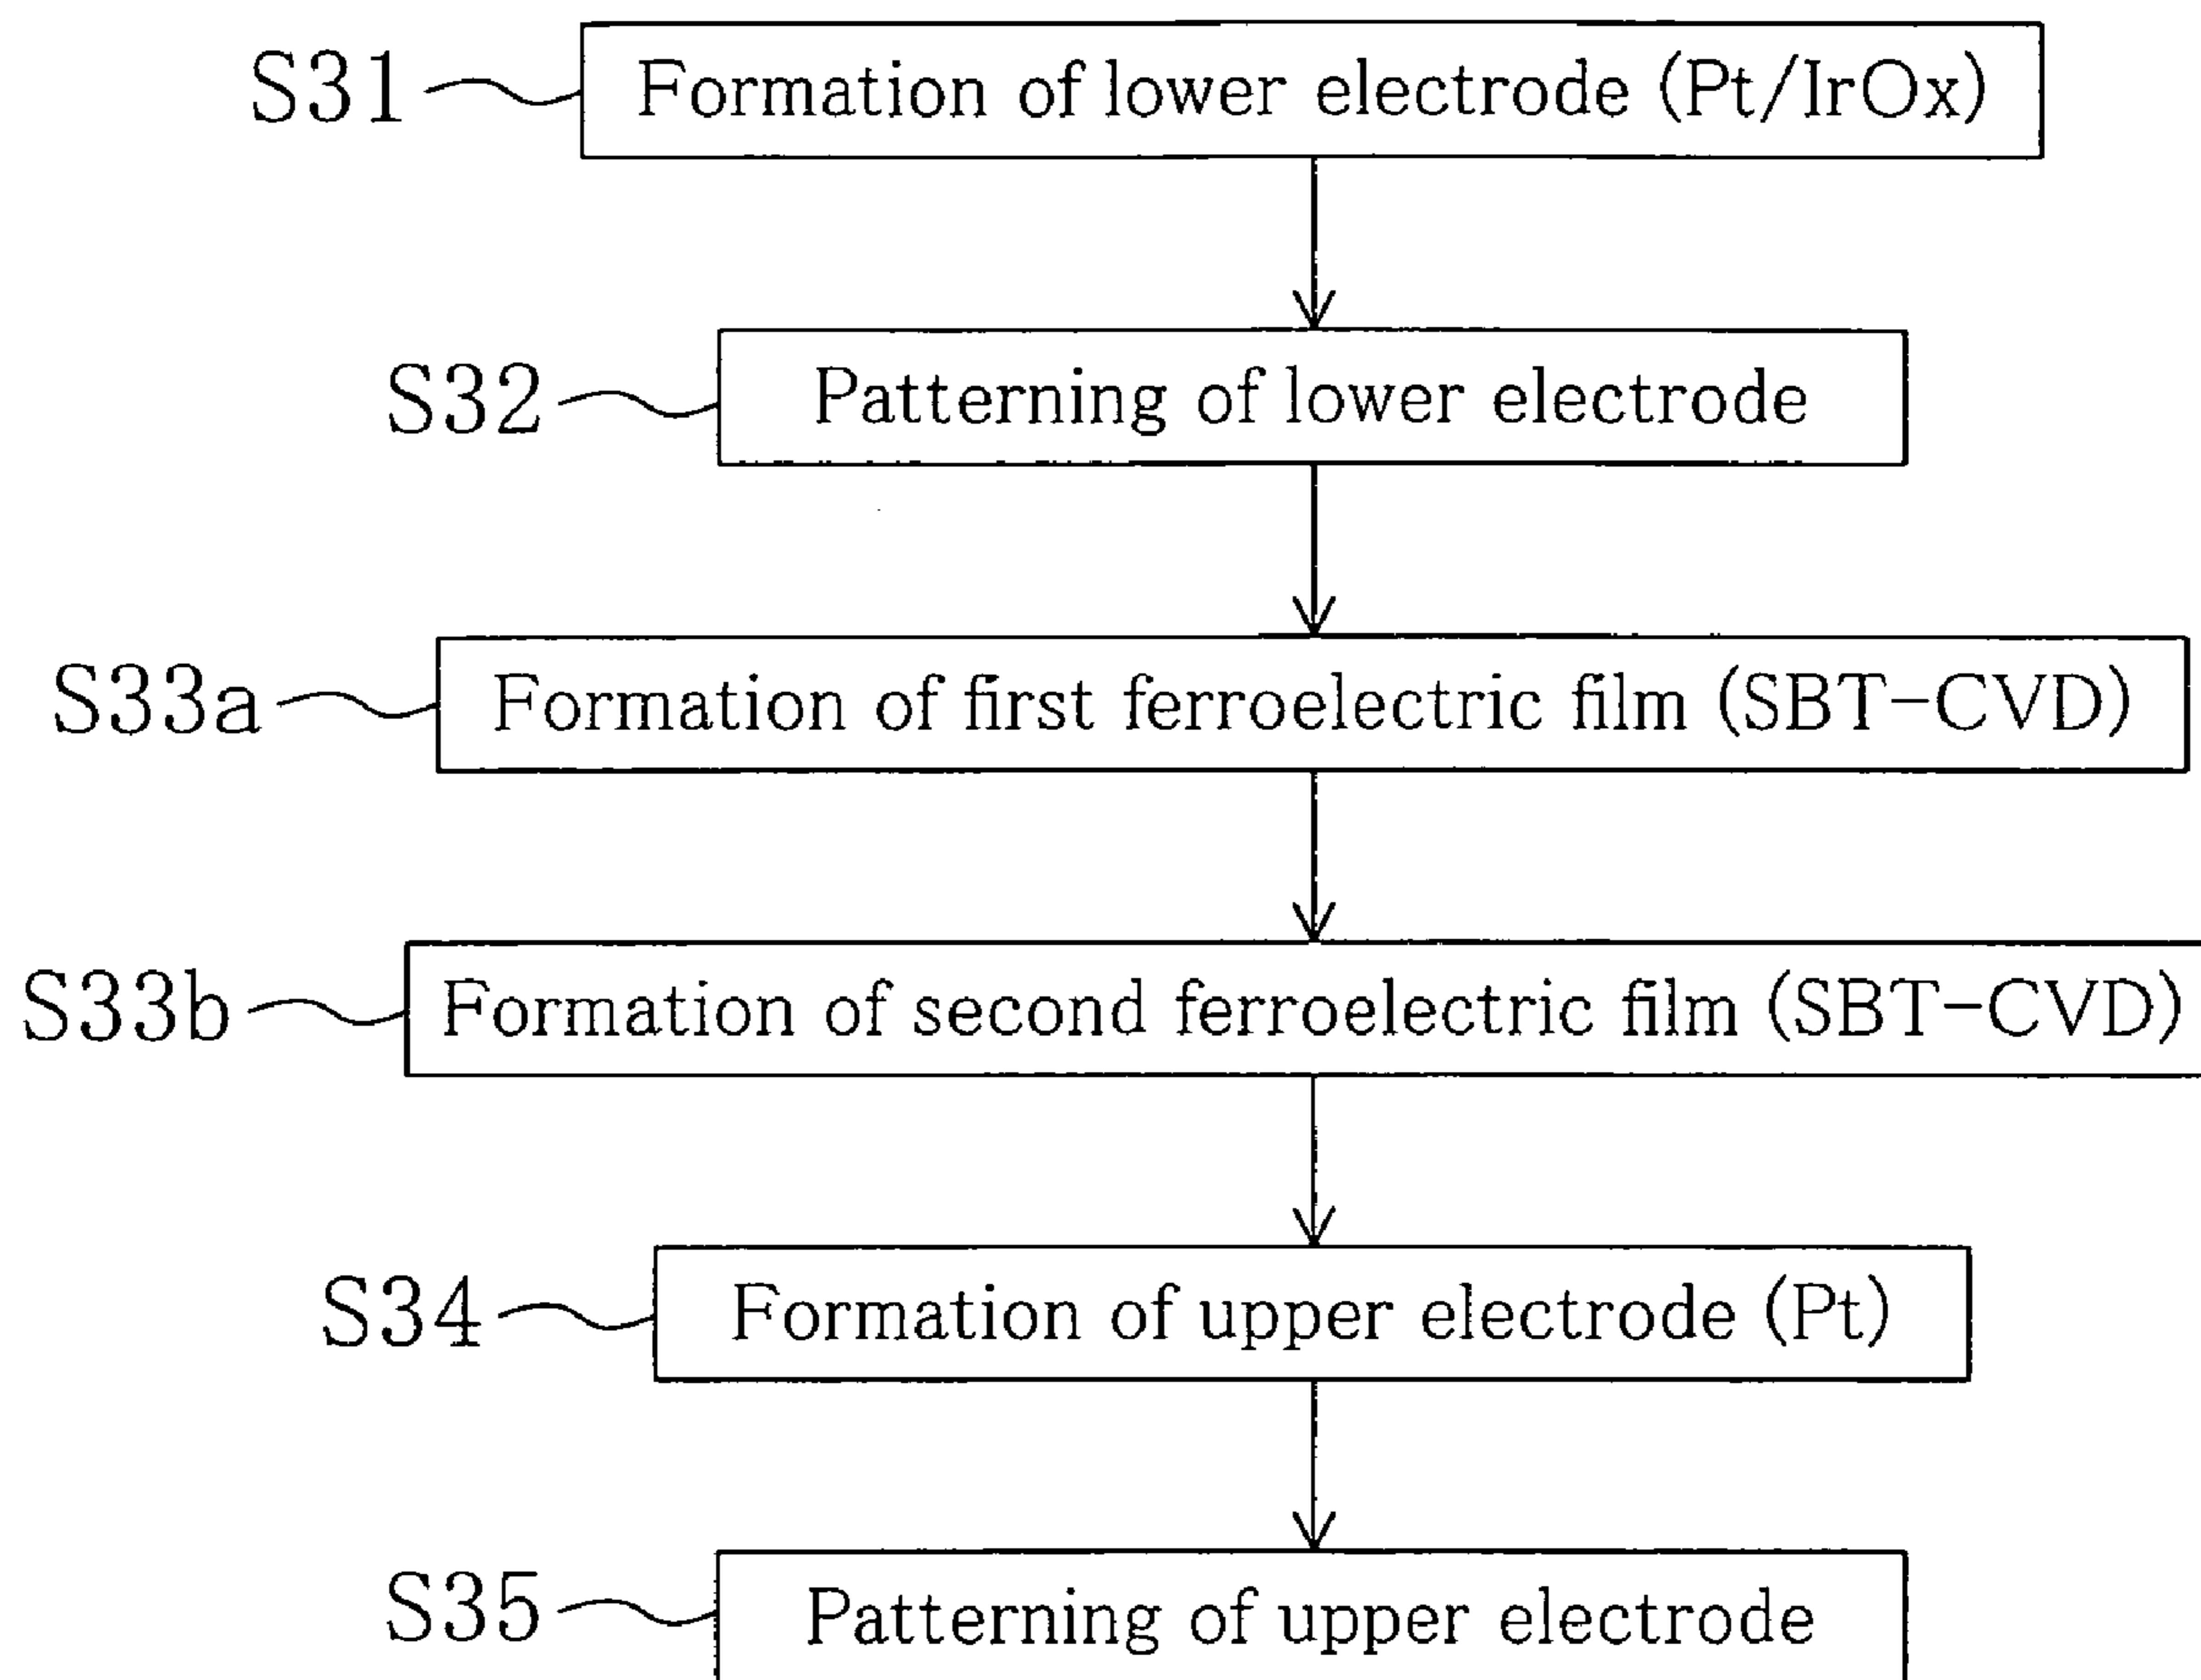 S31 Formation of lower electrode (Pt/IrOx)
S32 Patterning of lower electrode
S33a Formation of first ferroelectric film (SBT-CVD)
S33b Formation of second ferroelectric film (SBT-CVD)
S34 Formation of upper electrode (Pt)
S35 Patterning of upper electrode